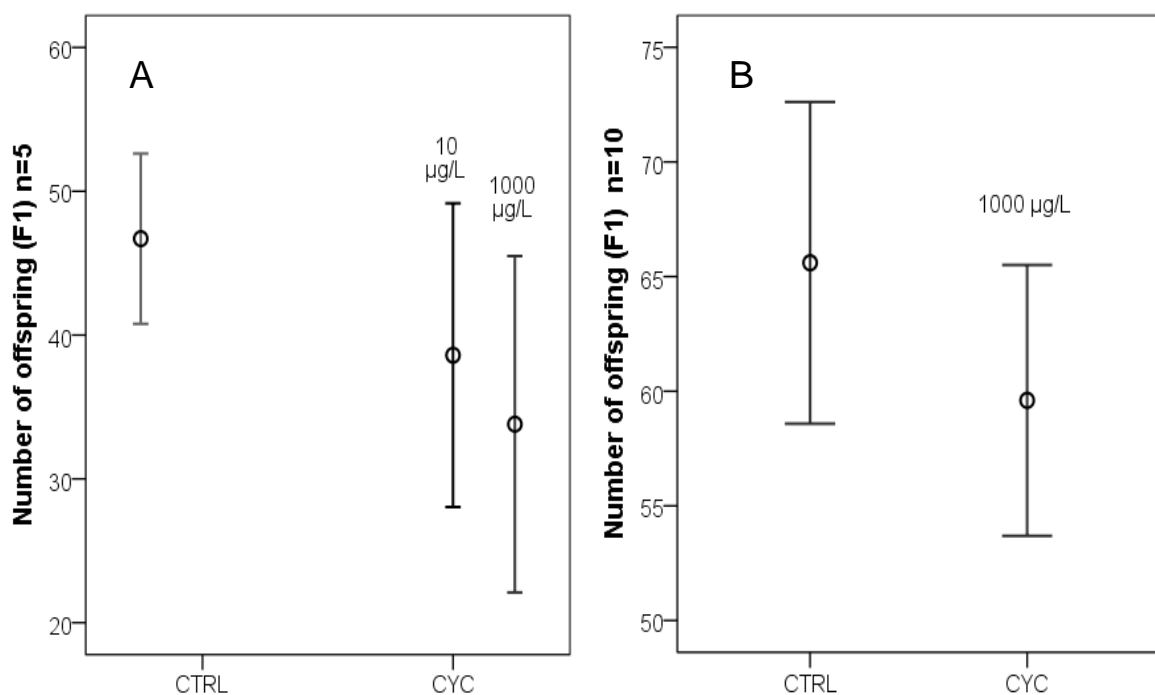 A
Number of offspring (F1) n=5
60
50
40
30
20
10
µg/L
1000
µg/L
CTRL
CYC
B
Number of offspring (F1) n=10
75
70
65
60
55
50
1000 µg/L
CTRL
CYC